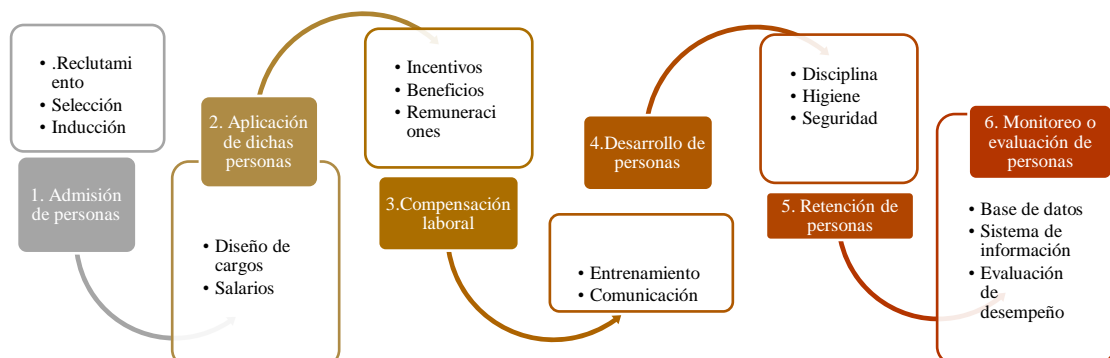 • .Reclutami
ento
• Selección
• Inducción
1. Admisión
de personas
2. Aplicación
de dichas
personas
• Diseño de
cargos
• Salarios
• Incentivos
• Beneficios
• Remuneraci
ones
3.Compensación
laboral
4.Desarrollo de
personas
• Entrenamiento
• Comunicación
• Disciplina
• Higiene
• Seguridad
5. Retención de
personas
6. Monitoreo o
evaluación de
personas
• Base de datos
• Sistema de
información
• Evaluación
de
desempeño